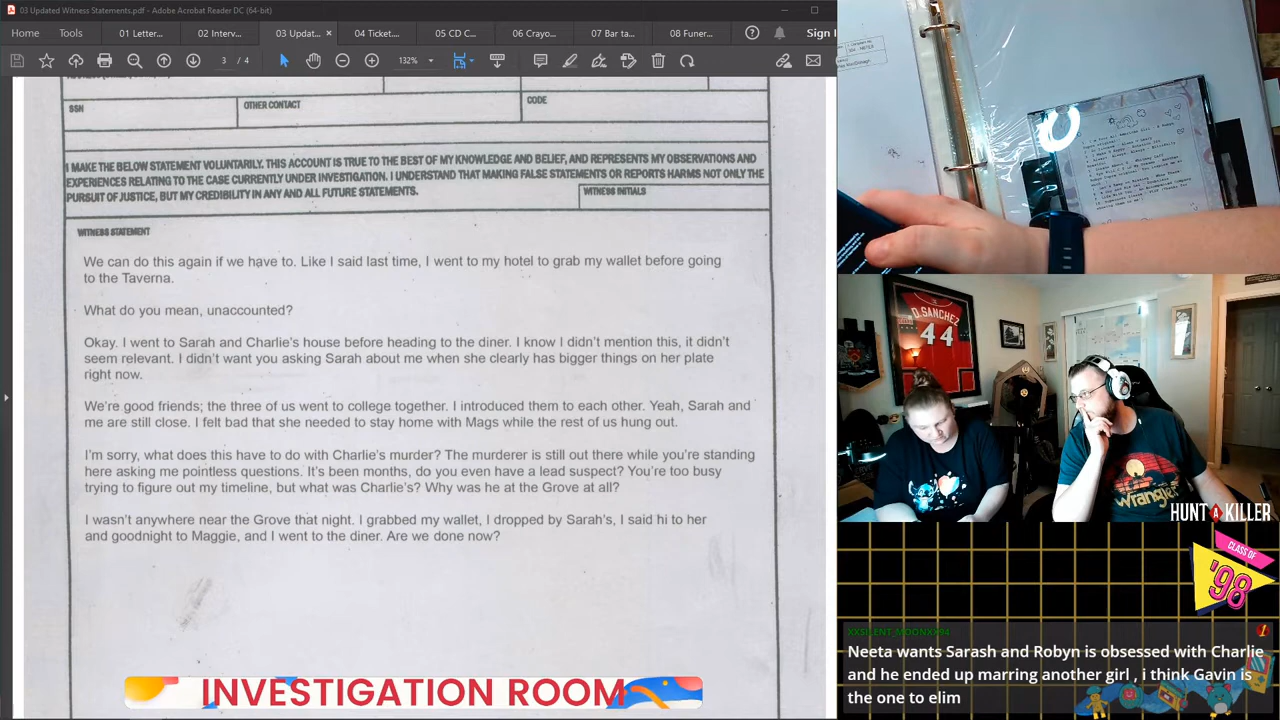 03 Updated Witness Statements.pdf - Adobe Acrobat Reader DC (64-bit)
Home Tools 01 Letter... 02 Interv... 03 Updat... × 04 Ticket... 05 CD C... 06 Crayo... 07 Bar ta... 08 Funer... Sign I
3 / 4 132%
SSN
OTHER CONTACT
CODE
I MAKE THE BELOW STATEMENT VOLUNTARILY. THIS ACCOUNT IS TRUE TO THE BEST OF MY KNOWLEDGE AND BELIEF, AND REPRESENTS MY OBSERVATIONS AND
EXPERIENCES RELATING TO THE CASE CURRENTLY UNDER INVESTIGATION. I UNDERSTAND THAT MAKING FALSE STATEMENTS OR REPORTS HARMS NOT ONLY THE
PURSUIT OF JUSTICE, BUT MY CREDIBILITY IN ANY AND ALL FUTURE STATEMENTS.
WITNESS INITIALS
WITNESS STATEMENT
We can do this again if we have to. Like I said last time, I went to my hotel to grab my wallet before going
to the Taverna.
What do you mean, unaccounted?
Okay. I went to Sarah and Charlie's house before heading to the diner. I know I didn't mention this, it didn't
seem relevant. I didn't want you asking Sarah about me when she clearly has bigger things on her plate
right now.
We're good friends; the three of us went to college together. I introduced them to each other. Yeah, Sarah and
me are still close. I felt bad that she needed to stay home with Mags while the rest of us hung out.
I'm sorry, what does this have to do with Charlie's murder? The murderer is still out there while you're standing
here asking me pointless questions. It's been months, do you even have a lead suspect? You're too busy
trying to figure out my timeline, but what was Charlie's? Why was he at the Grove at all?
I wasn't anywhere near the Grove that night. I grabbed my wallet, I dropped by Sarah's, I said hi to her
and goodnight to Maggie, and I went to the diner. Are we done now?
INVESTIGATION ROOM
D.SANCHEZ
44
Wrangler
HUNT A KILLER
CLASS OF
'98
XXSILENT_MOONXX94
Neeta wants Sarash and Robyn is obsessed with Charlie
and he ended up marring another girl , i think Gavin is
the one to elim